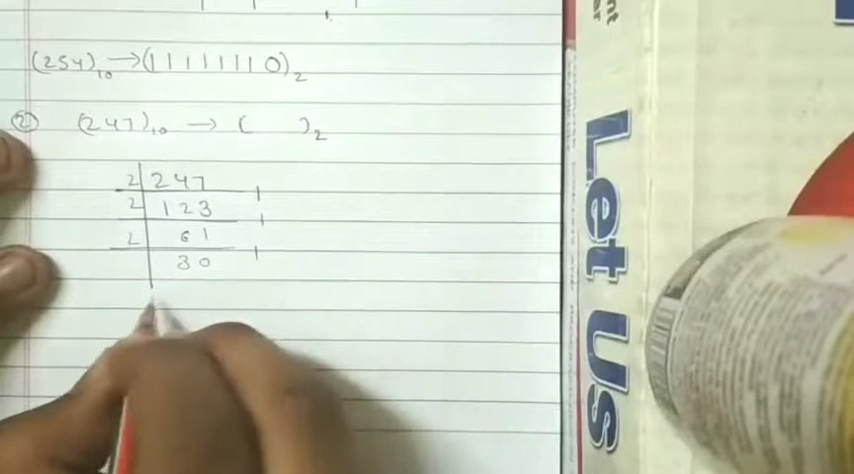 (254)₁₀ → (11111110)₂
② (247)₁₀ → ( )₂
2 247 1
2 123 1
2 61 1
30
Let Us